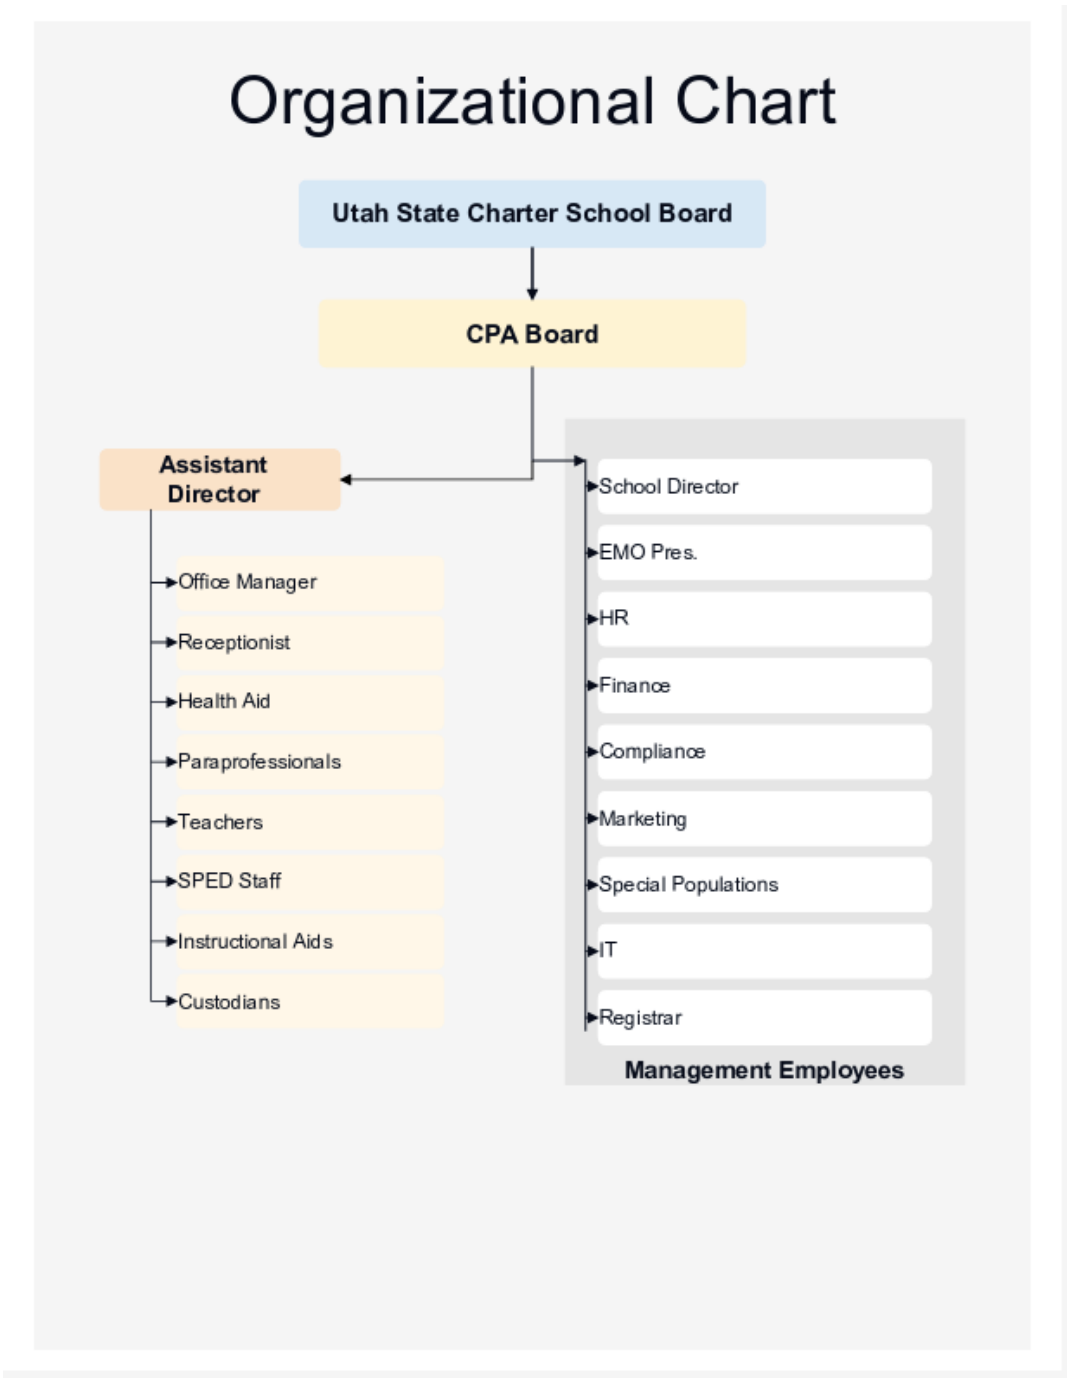 Organizational Chart
Utah State Charter School Board
CPA Board
Assistant
Director
Office Manager
Receptionist
Health Aid
Paraprofessionals
Teachers
SPED Staff
Instructional Aids
Custodians
School Director
EMO Pres.
HR
Finance
Compliance
Marketing
Special Populations
IT
Registrar
Management Employees